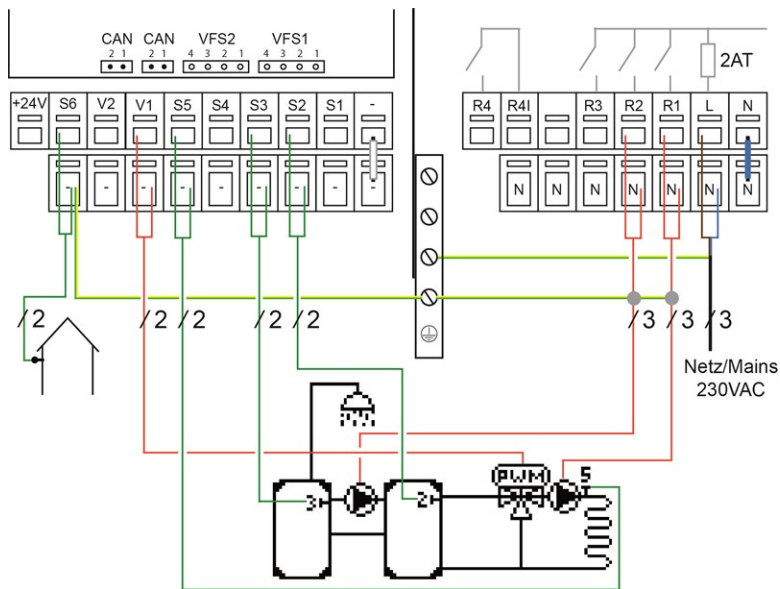 CAN CAN VFS2 VFS1
2 1 2 1 4 3 2 1 4 3 2 1
2AT
+24V S6 V2 V1 S5 S4 S3 S2 S1 -
R4 R4I R3 R2 R1 L N
- - - - - - - - -
N N N N N N
/2 /2 /2 /2 /2 /3 /3 /3
Netz/Mains
230VAC
PWM 5
3 2